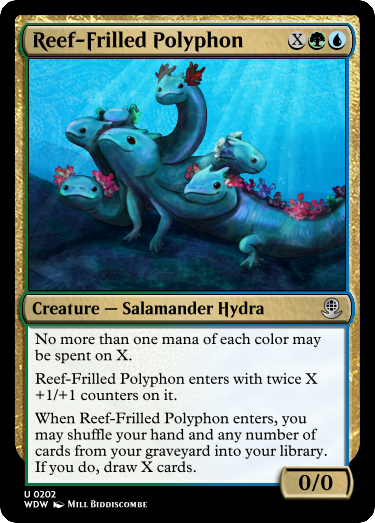 Reef-Frilled Polyphon X
Creature — Salamander Hydra
No more than one mana of each color may
be spent on X.
Reef-Frilled Polyphon enters with twice X
+1/+1 counters on it.
When Reef-Frilled Polyphon enters, you
may shuffle your hand and any number of
cards from your graveyard into your library.
If you do, draw X cards.
0/0
U 0202
WDW Mill Biddiscombe